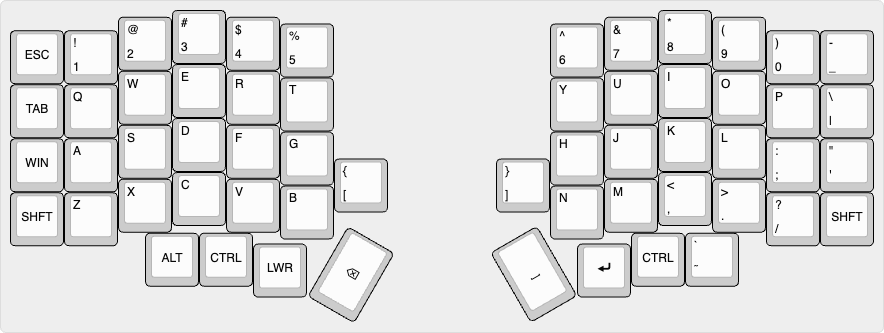 ESC ! 1 @ 2 # 3 $ 4 % 5 ^ 6 & 7 * 8 ( 9 ) 0 - _
TAB Q W E R T Y U I O P \ |
WIN A S D F G { [ } ] H J K L : ; " '
SHFT Z X C V B N M < , > . ? / SHFT
ALT CTRL LWR ⌫ ⎵ ↵ CTRL ` ~